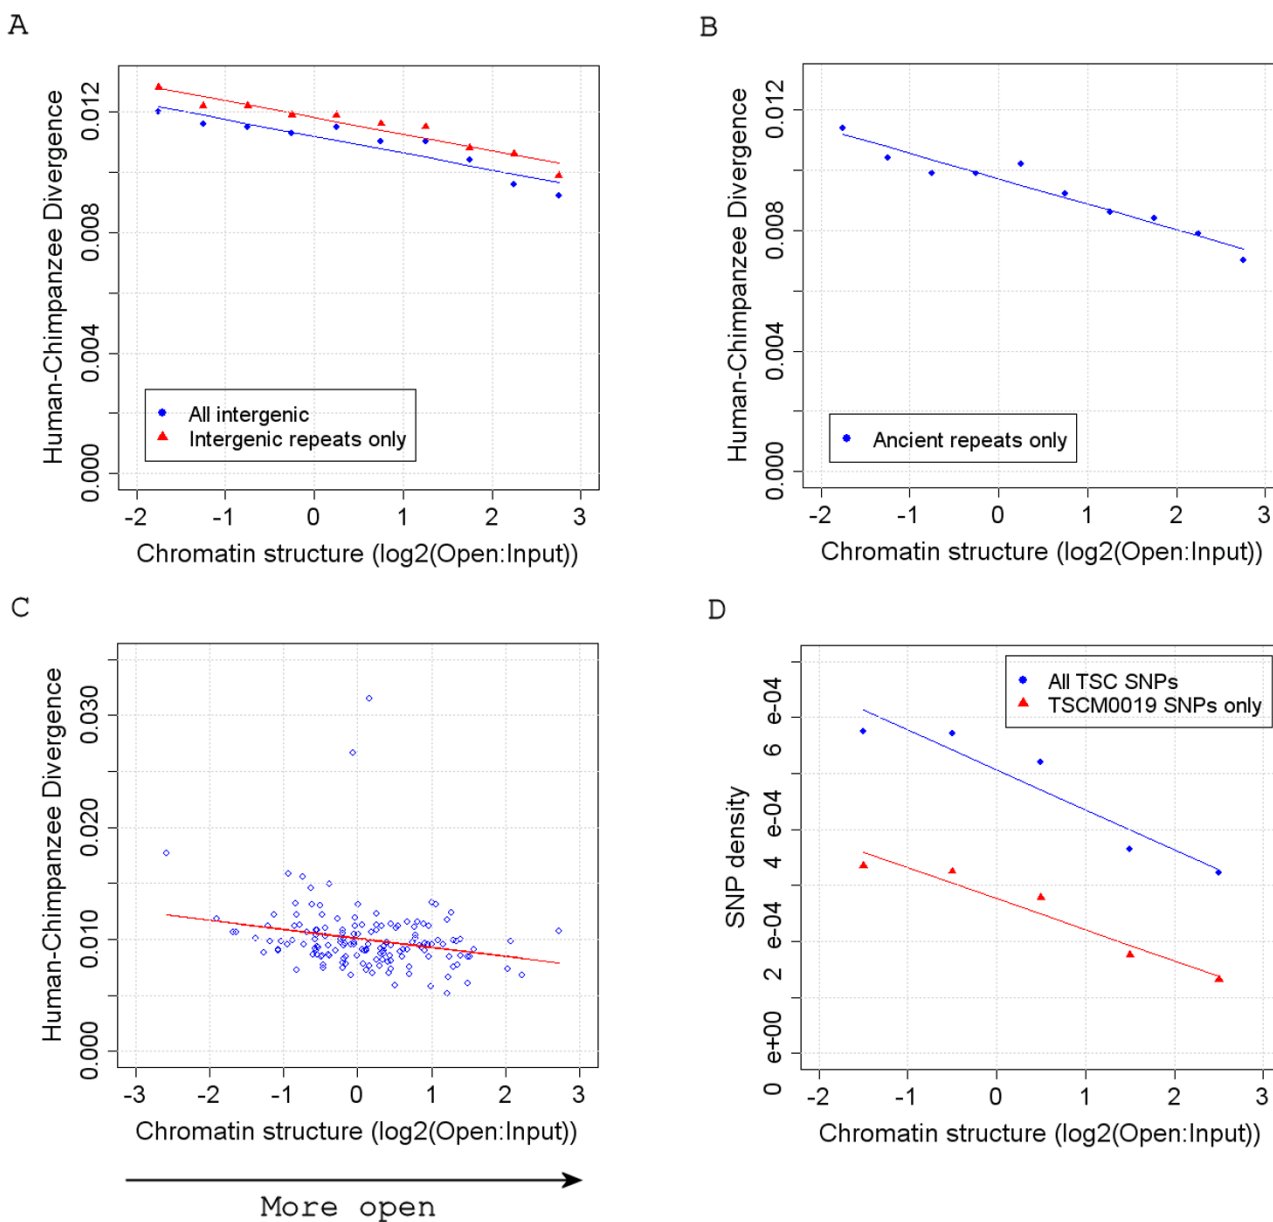 A
Human-Chimpanzee Divergence
0.012
0.008
0.004
0.000
All intergenic
Intergenic repeats only
-2 -1 0 1 2 3
Chromatin structure (log2(Open:Input))
B
Human-Chimpanzee Divergence
0.012
0.008
0.004
0.000
Ancient repeats only
-2 -1 0 1 2 3
Chromatin structure (log2(Open:Input))
C
Human-Chimpanzee Divergence
0.030
0.020
0.010
0.000
-3 -2 -1 0 1 2 3
Chromatin structure (log2(Open:Input))
More open
D
SNP density
6 e-04
4 e-04
2 e-04
0 e+00
All TSC SNPs
TSCM0019 SNPs only
-2 -1 0 1 2 3
Chromatin structure (log2(Open:Input))